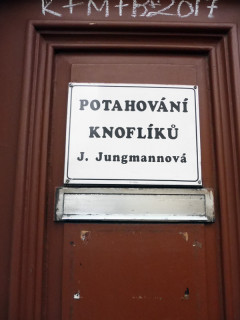 K+M+B 2017
POTAHOVÁNÍ
KNOFLÍKŮ
J. Jungmannová